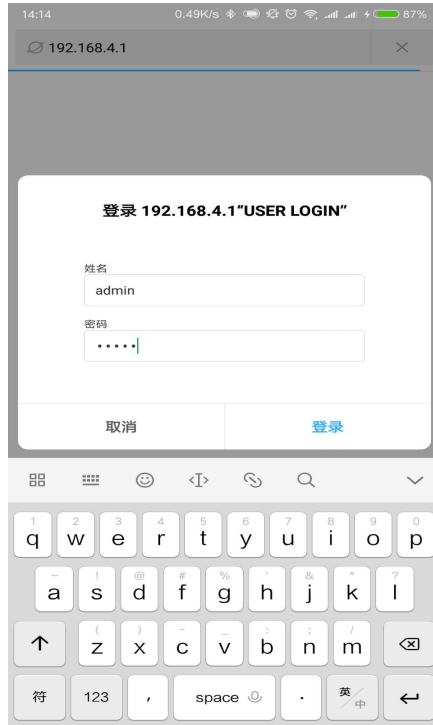 14:14 0.49K/s 87%
192.168.4.1
登录 192.168.4.1“USER LOGIN”
姓名
admin
密码
•••••
取消 登录
1 2 3 4 5 6 7 8 9 0
q w e r t y u i o p
~ ! @ # % ' & * ?
a s d f g h j k l
( ) - _ : ; /
z x c v b n m
符 123 , space . 英/中